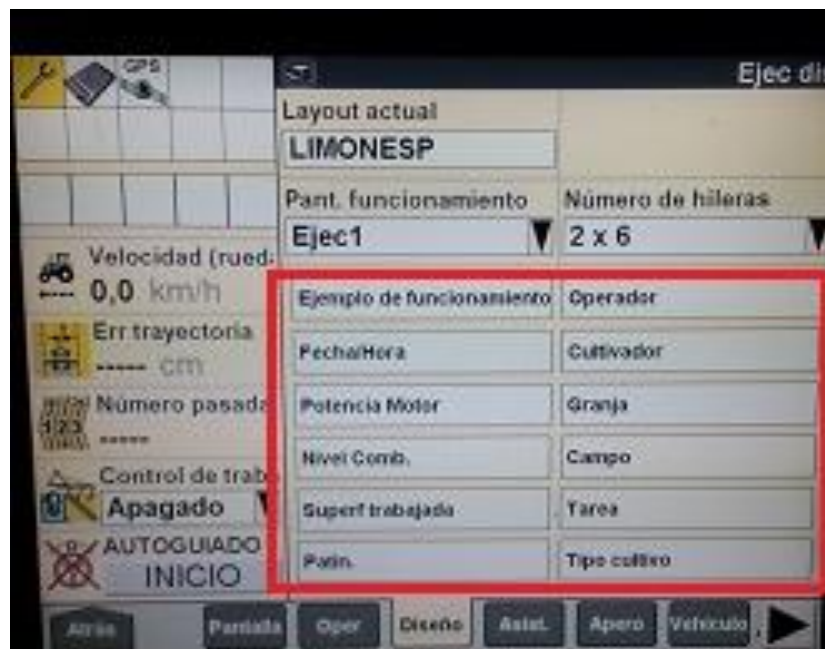 GPS
Ejec di
Layout actual
LIMONESP
Pant. funcionamiento
Número de hileras
Ejec1
2 x 6
Velocidad (rued.
0,0 km/h
Err trayectoria
----- cm
Número pasada
123
-----
Control de trab
Apagado
AUTOGUIADO
INICIO
Ejemplo de funcionamiento
Operador
Fecha/Hora
Cultivador
Potencia Motor
Granja
Nivel Comb.
Campo
Superf trabajada
Tarea
Patin.
Tipo cultivo
Atrás
Pantalla
Oper
Diseño
Asist.
Apero
Vehículo